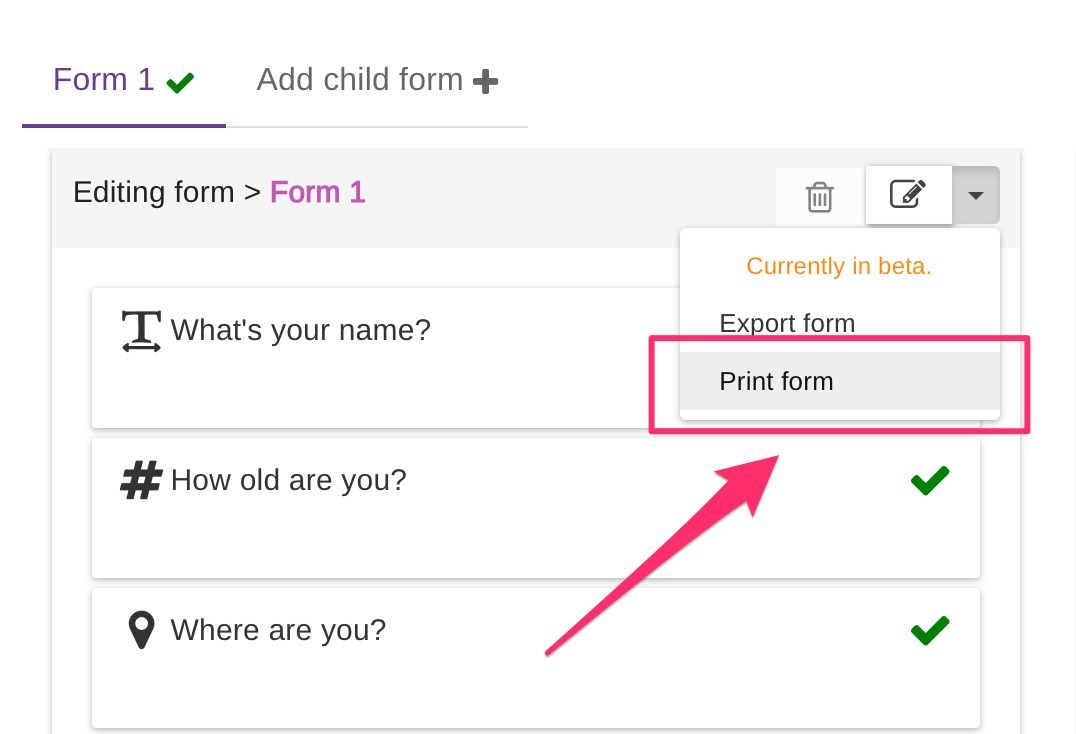 Form 1 Add child form
Editing form > Form 1
Currently in beta.
Export form
Print form
What's your name?
How old are you?
Where are you?